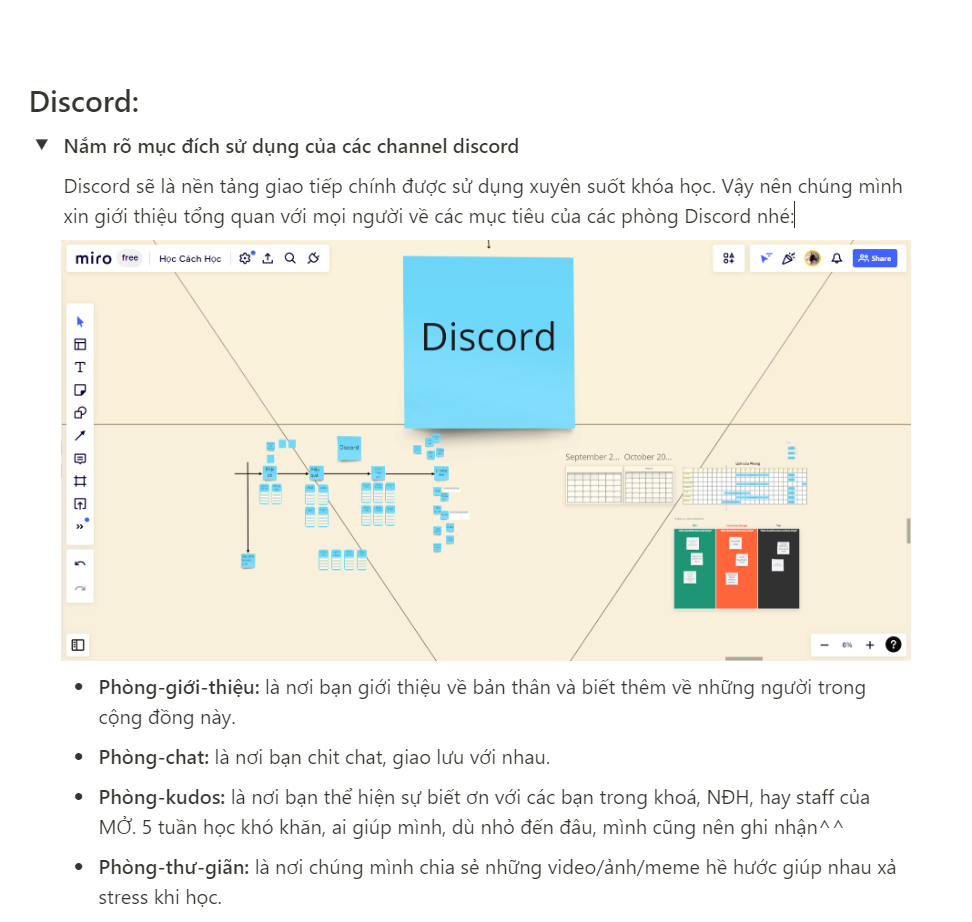 Discord:
Nắm rõ mục đích sử dụng của các channel discord
Discord sẽ là nền tảng giao tiếp chính được sử dụng xuyên suốt khóa học. Vậy nên chúng mình
xin giới thiệu tổng quan với mọi người về các mục tiêu của các phòng Discord nhé:
miro free Học Cách Học
Share
Discord
Discord
September 2... October 20...
6%
Phòng-giới-thiệu: là nơi bạn giới thiệu về bản thân và biết thêm về những người trong
cộng đồng này.
Phòng-chat: là nơi bạn chit chat, giao lưu với nhau.
Phòng-kudos: là nơi bạn thể hiện sự biết ơn với các bạn trong khoá, NĐH, hay staff của
MỞ. 5 tuần học khó khăn, ai giúp mình, dù nhỏ đến đâu, mình cũng nên ghi nhận^^
Phòng-thư-giãn: là nơi chúng mình chia sẻ những video/ảnh/meme hề hước giúp nhau xả
stress khi học.